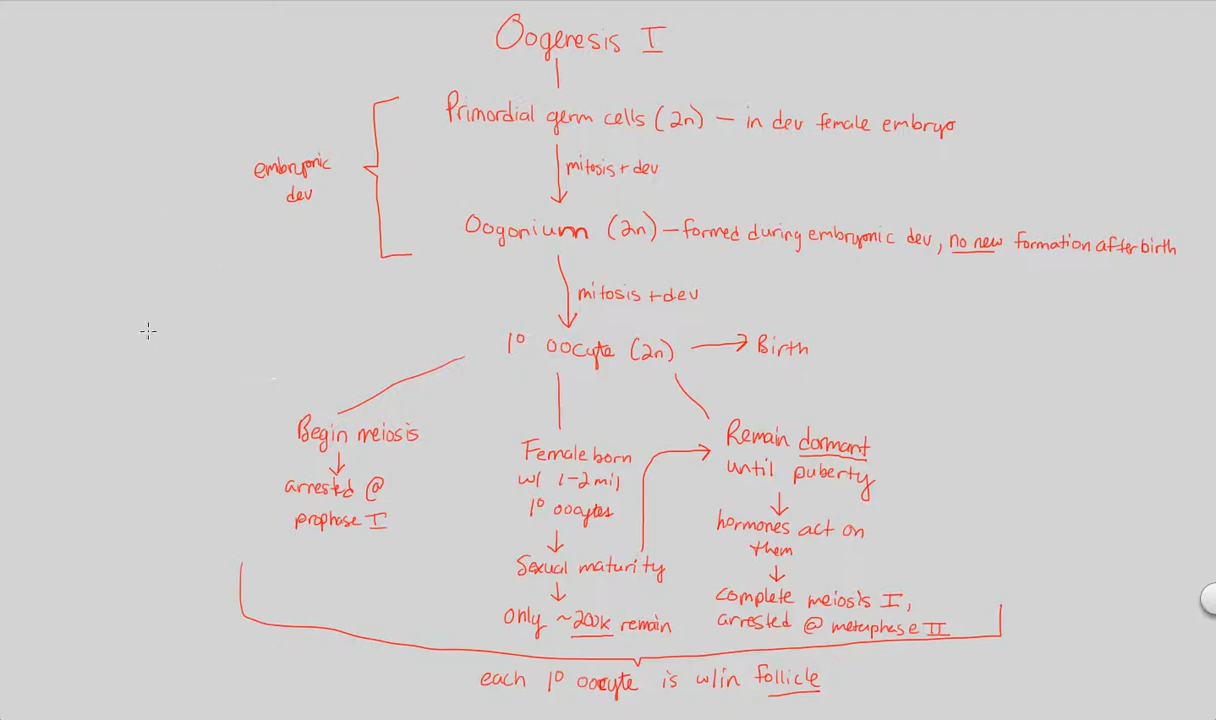 Oogenesis I
Primordial germ cells (2n) — in dev female embryo
mitosis + dev
embryonic
dev
Oogonium (2n) — formed during embryonic dev, no new formation after birth
mitosis + dev
1° oocyte (2n) → Birth
Begin meiosis
↓
arrested @
prophase I
Female born
w/ 1-2 mil
1° oocytes
↓
Sexual maturity
↓
only ~200k remain
Remain dormant
until puberty
↓
hormones act on
them
↓
complete meiosis I,
arrested @ metaphase II
each 1° oocyte is w/in follicle